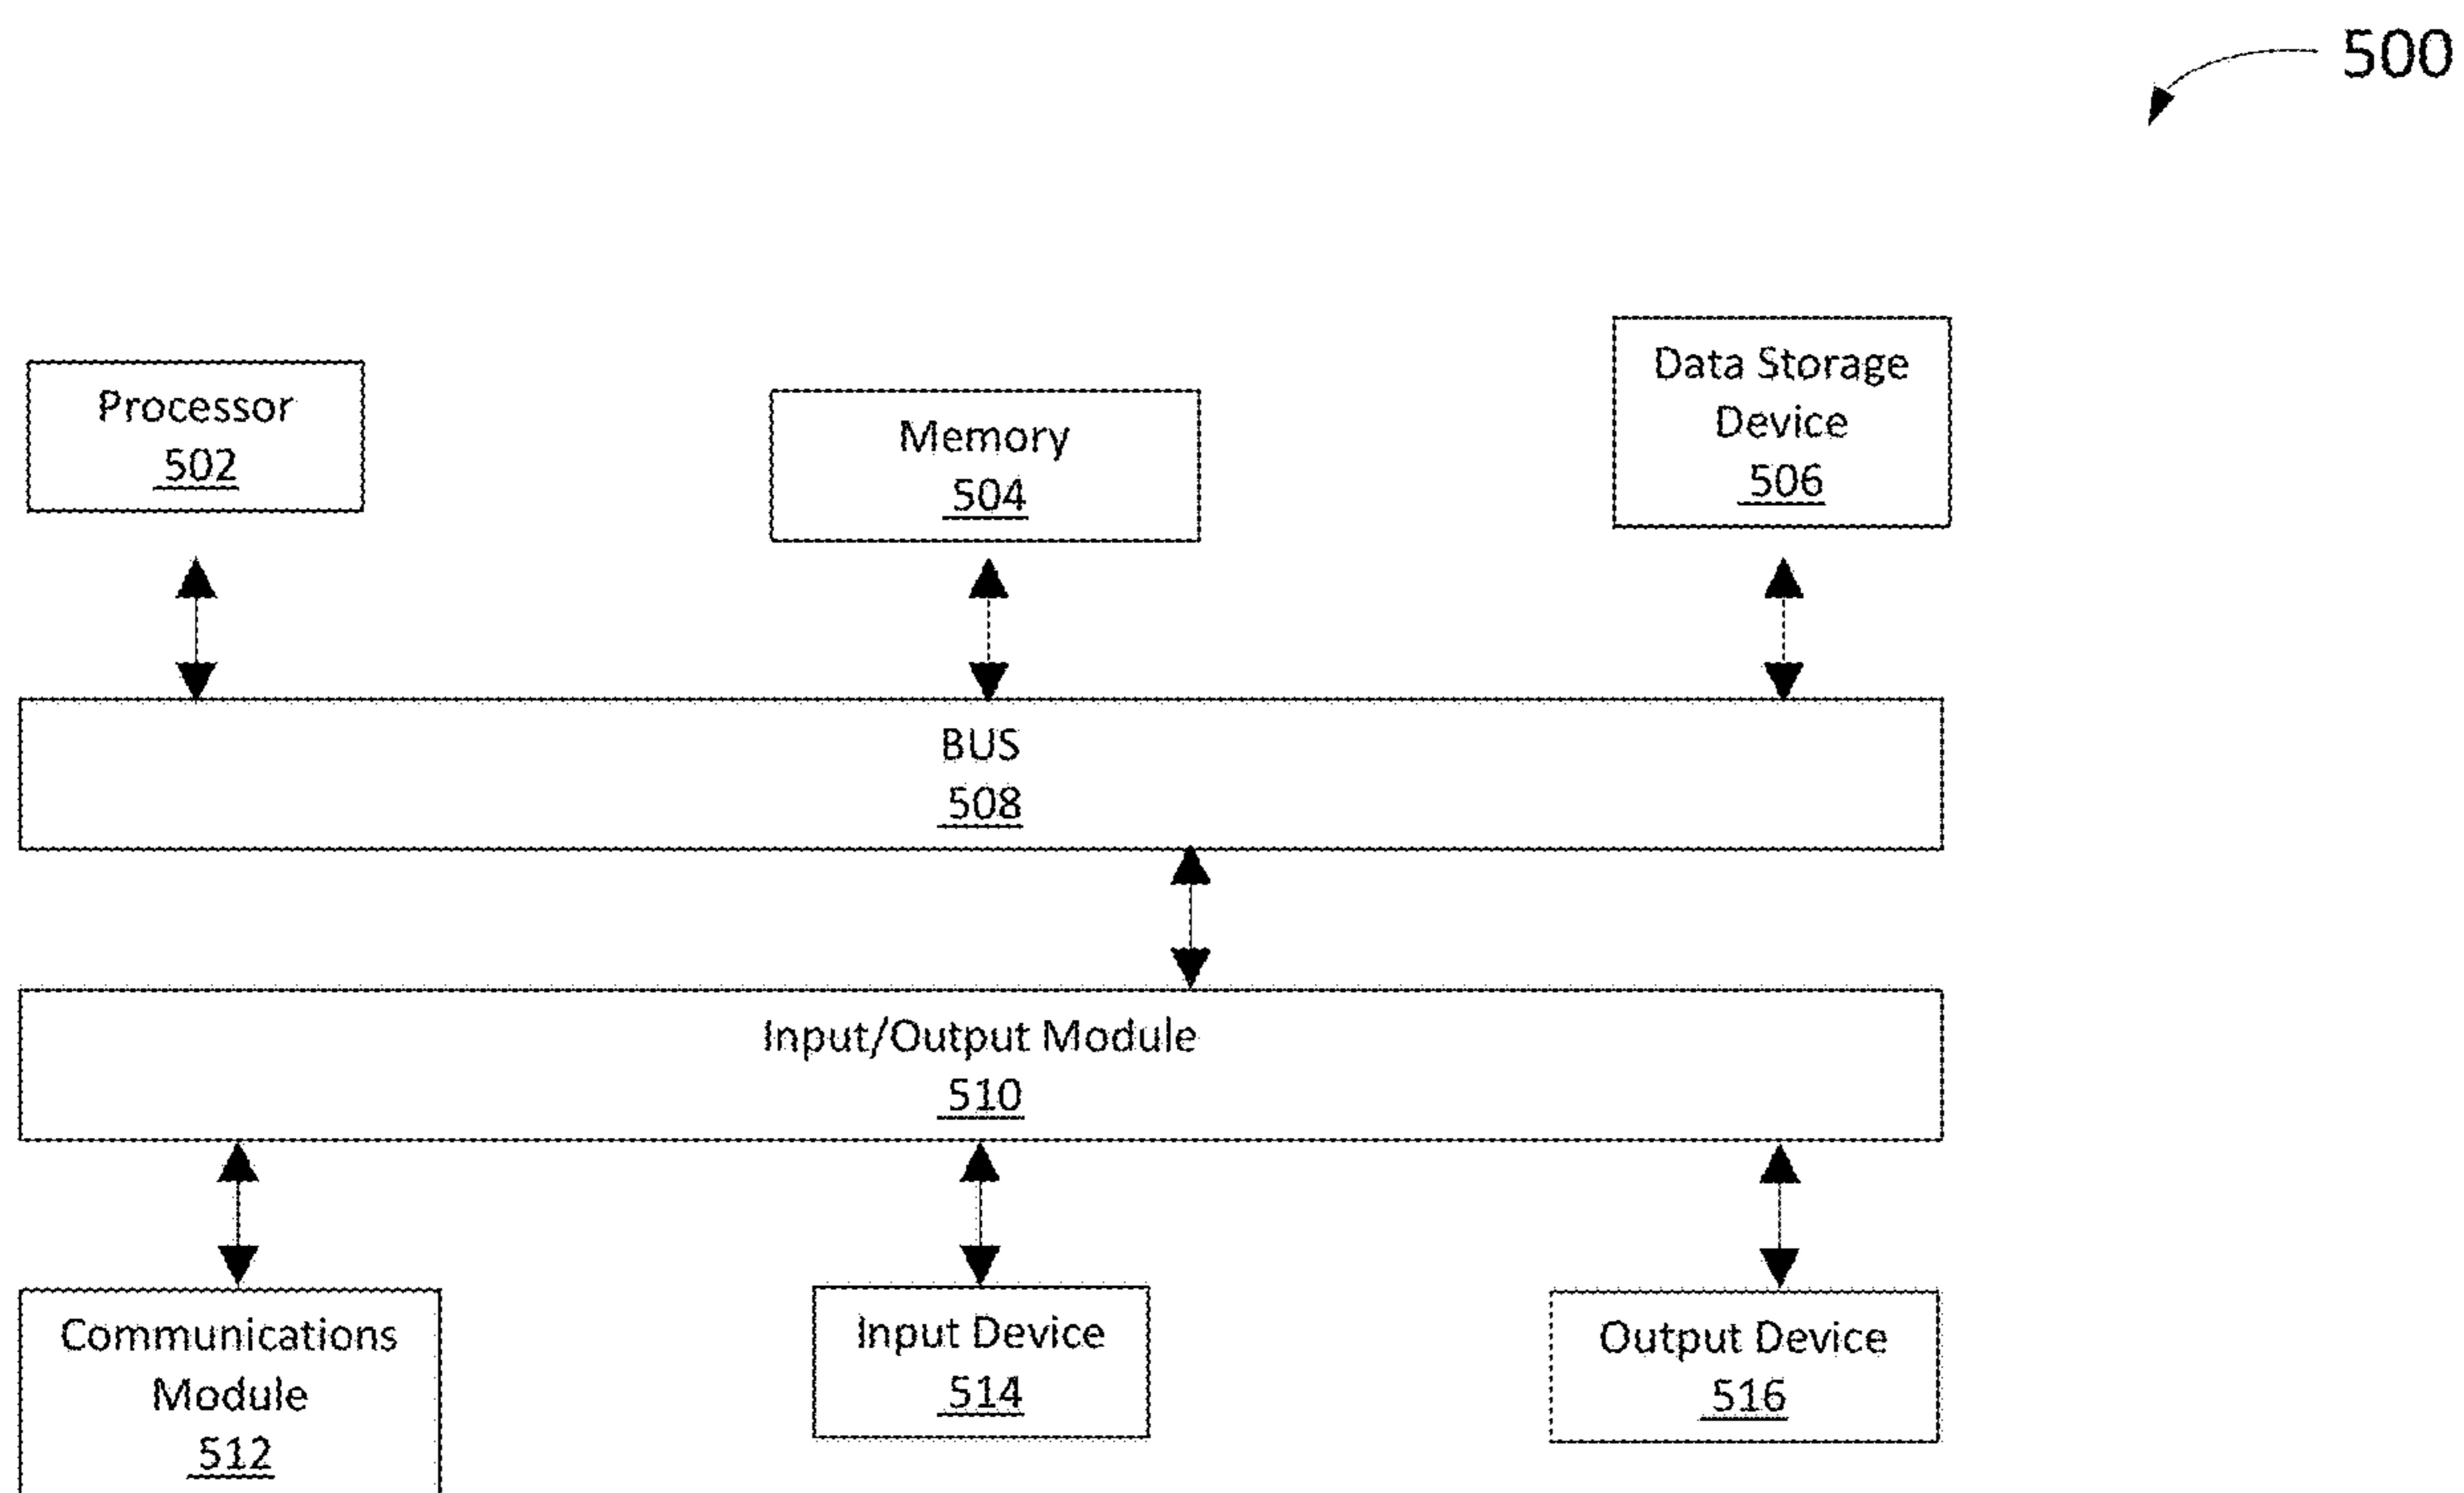 500
Processor
502
Memory
504
Data Storage
Device
506
BUS
508
Input/Output Module
510
Communications
Module
512
Input Device
514
Output Device
516